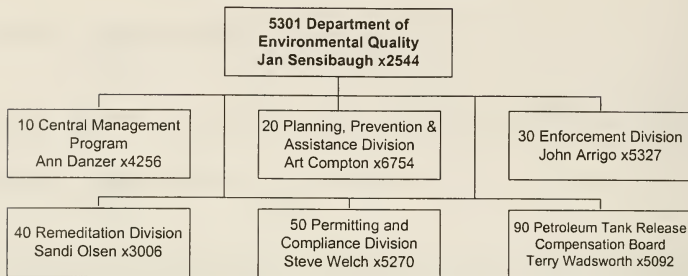 5301 Department of
Environmental Quality
Jan Sensibaugh x2544
10 Central Management
Program
Ann Danzer x4256
20 Planning, Prevention &
Assistance Division
Art Compton x6754
30 Enforcement Division
John Arrigo x5327
40 Remeditation Division
Sandi Olsen x3006
50 Permitting and
Compliance Division
Steve Welch x5270
90 Petroleum Tank Release
Compensation Board
Terry Wadsworth x5092